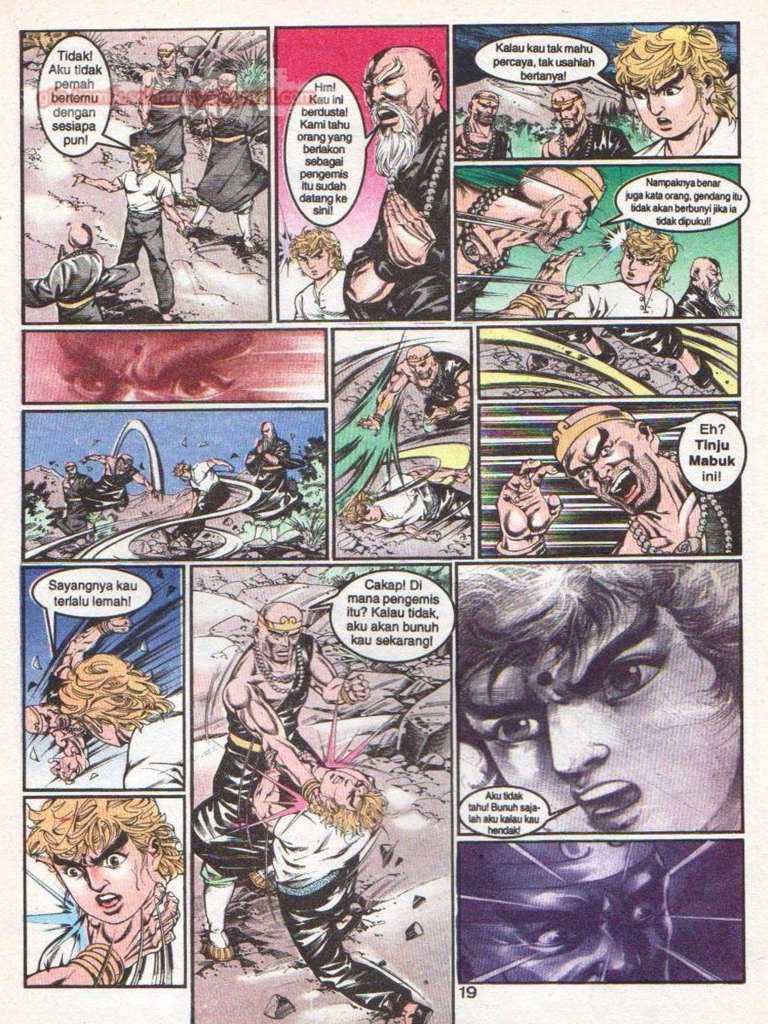 Tidak!
Aku tidak
pernah
bertemu
dengan
sesiapa
pun!
Hm!
Kau ini
berdusta!
Kami tahu
orang yang
berlakon
sebagai
pengemis
itu sudah
datang ke
sini!
Kalau kau tak mahu
percaya, tak usahlah
bertanya!
Nampaknya benar
juga kata orang, gendang itu
tidak akan berbunyi jika ia
tidak dipukul!
Eh?
Tinju
Mabuk
ini!
Sayangnya kau
terlalu lemah!
Cakap! Di
mana pengemis
itu? Kalau tidak,
aku akan bunuh
kau sekarang!
Aku tidak
tahu! Bunuh saja-
lah aku kalau kau
hendak!
19